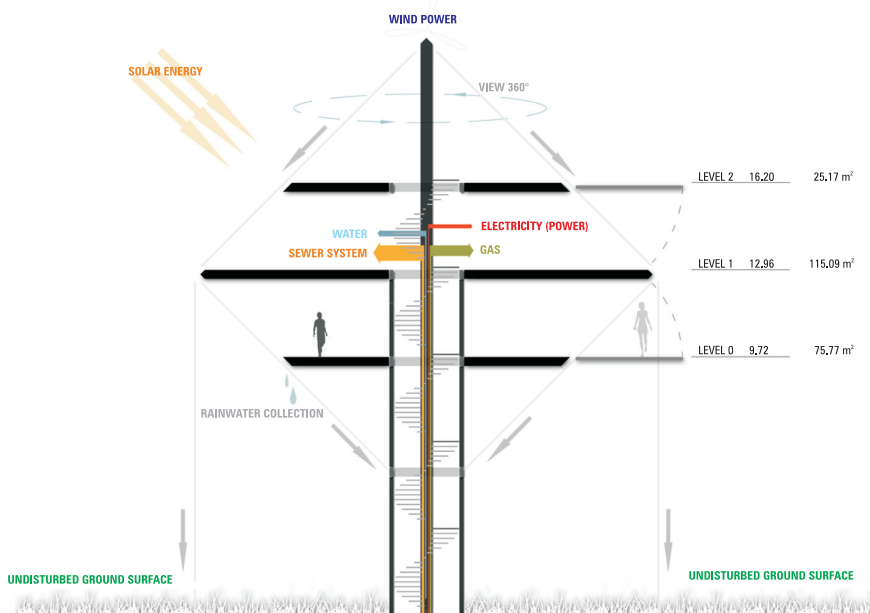 WIND POWER
SOLAR ENERGY
VIEW 360°
LEVEL 2 16.20 25.17 m²
WATER
ELECTRICITY (POWER)
SEWER SYSTEM
GAS
LEVEL 1 12.96 115.09 m²
LEVEL 0 9.72 75.77 m²
RAINWATER COLLECTION
UNDISTURBED GROUND SURFACE
UNDISTURBED GROUND SURFACE